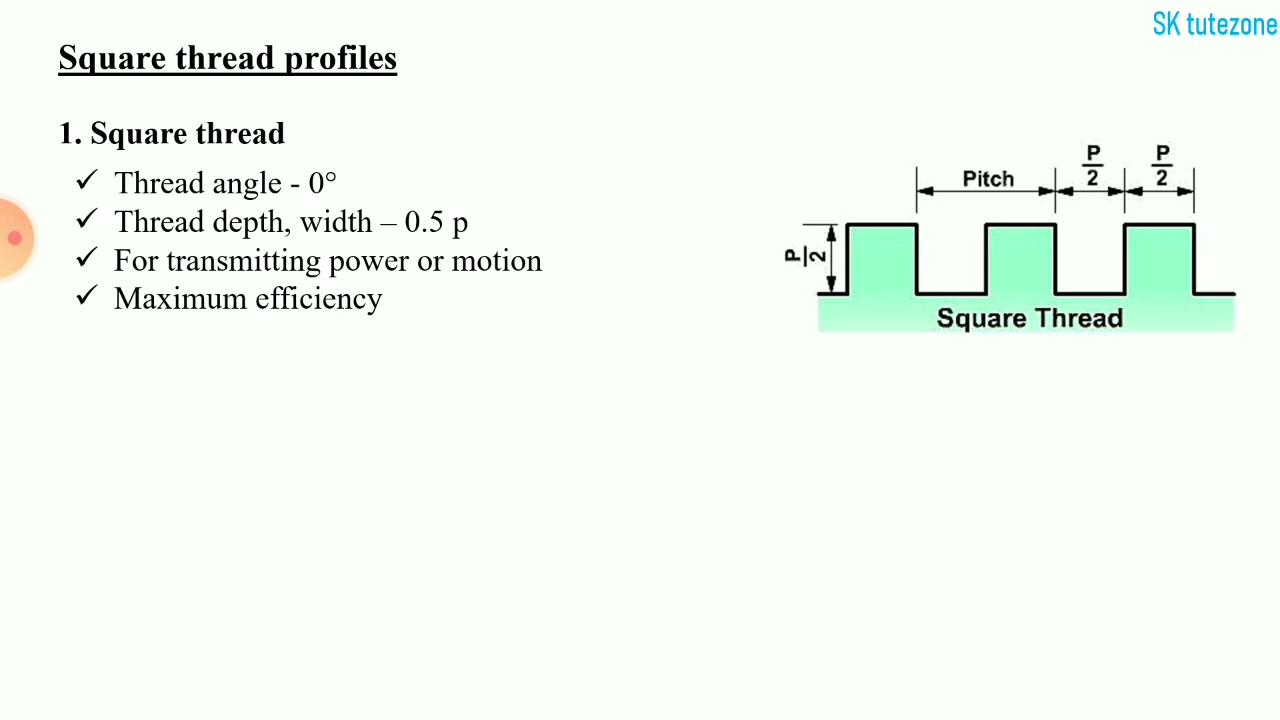 SK tutezone
Square thread profiles
1. Square thread
✓ Thread angle - 0°
✓ Thread depth, width – 0.5 p
✓ For transmitting power or motion
✓ Maximum efficiency
Pitch
P/2
P/2
P/2
Square Thread